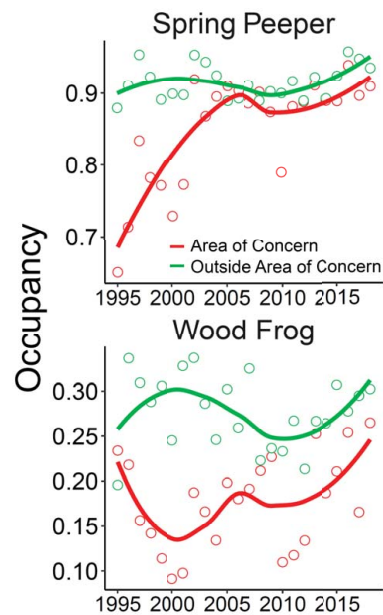 Spring Peeper
0.9
0.8
0.7
Area of Concern
Outside Area of Concern
1995 2000 2005 2010 2015
Occupancy
Wood Frog
0.30
0.25
0.20
0.15
0.10
1995 2000 2005 2010 2015